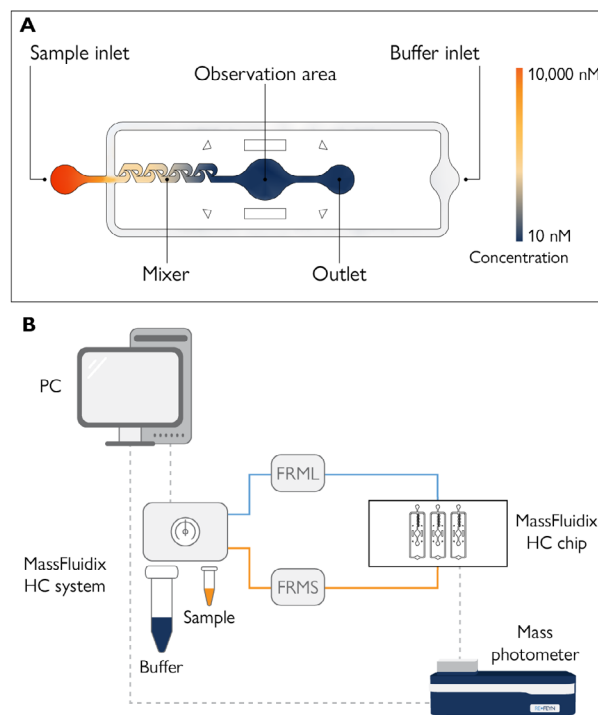 A
Sample inlet
Observation area
Buffer inlet
10,000 nM
10 nM
Concentration
Mixer
Outlet
B
PC
FRML
MassFluidix
HC chip
MassFluidix
HC system
FRMS
Sample
Buffer
Mass
photometer
REFEYN